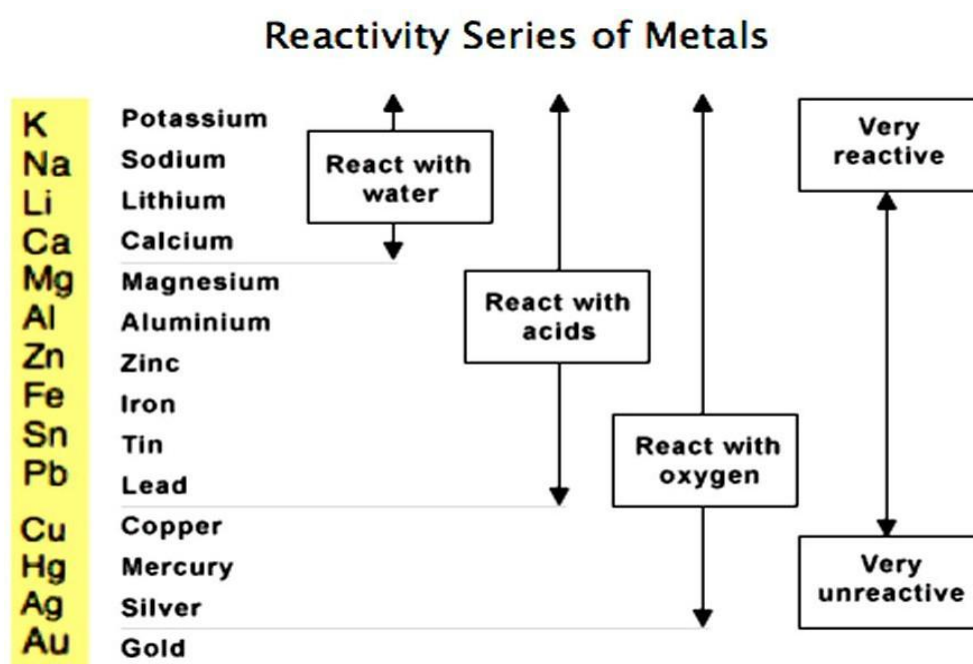 Reactivity Series of Metals
K Potassium
Na Sodium
Li Lithium
Ca Calcium
Mg Magnesium
Al Aluminium
Zn Zinc
Fe Iron
Sn Tin
Pb Lead
Cu Copper
Hg Mercury
Ag Silver
Au Gold
React with
water
React with
acids
React with
oxygen
Very
reactive
Very
unreactive